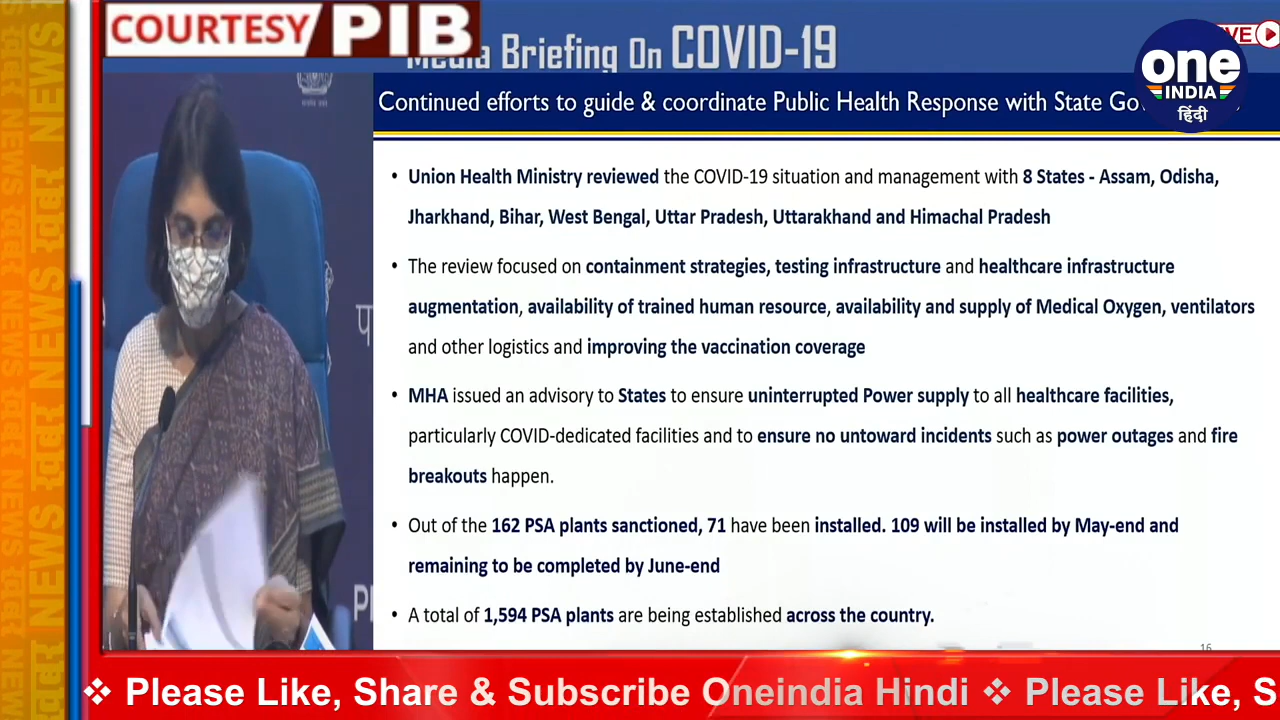 COURTESY PIB
Media Briefing On COVID-19
LIVE
one
INDIA
हिंदी
Continued efforts to guide & coordinate Public Health Response with State
• Union Health Ministry reviewed the COVID-19 situation and management with 8 States - Assam, Odisha,
Jharkhand, Bihar, West Bengal, Uttar Pradesh, Uttarakhand and Himachal Pradesh
• The review focused on containment strategies, testing infrastructure and healthcare infrastructure
augmentation, availability of trained human resource, availability and supply of Medical Oxygen, ventilators
and other logistics and improving the vaccination coverage
• MHA issued an advisory to States to ensure uninterrupted Power supply to all healthcare facilities,
particularly COVID-dedicated facilities and to ensure no untoward incidents such as power outages and fire
breakouts happen.
• Out of the 162 PSA plants sanctioned, 71 have been installed. 109 will be installed by May-end and
remaining to be completed by June-end
• A total of 1,594 PSA plants are being established across the country.
16
NEWS खबर NEWS खबर NEWS
❖ Please Like, Share & Subscribe Oneindia Hindi ❖ Please Like, S